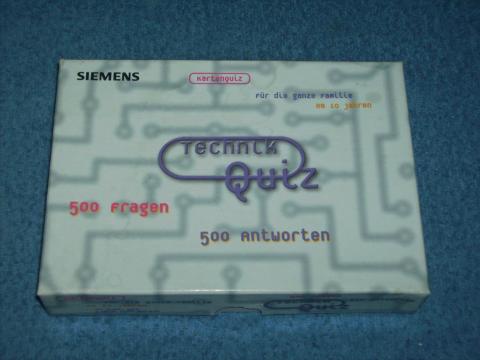 SIEMENS
Kartenquiz
Für die ganze Familie
ab 10 Jahren
Technik
Quiz
500 Fragen
500 Antworten